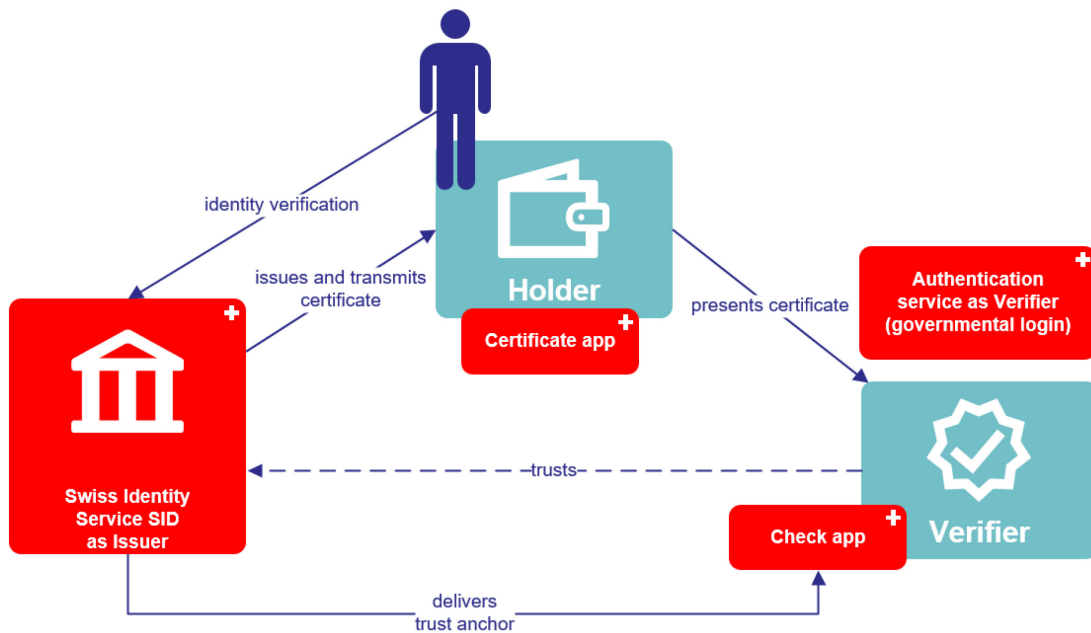 identity verification
issues and transmits
certificate
Holder
Certificate app
presents certificate
Authentication
service as Verifier
(governmental login)
Swiss Identity
Service SID
as Issuer
trusts
Check app
Verifier
delivers
trust anchor